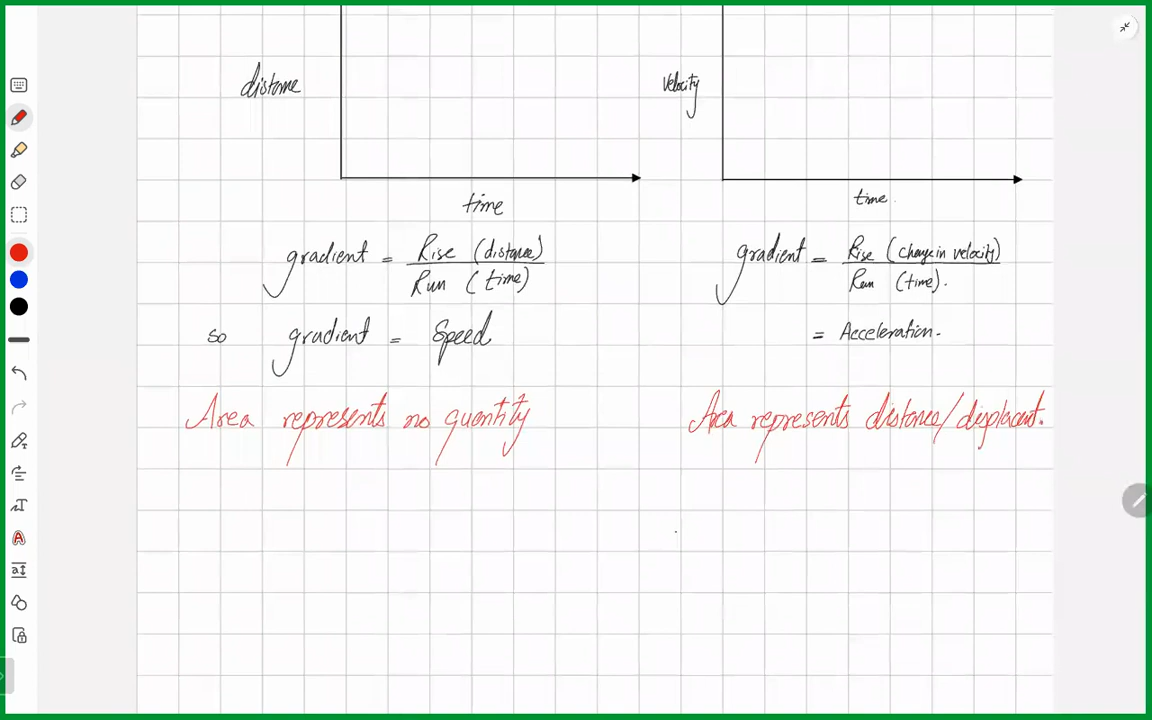 distance
velocity
time
time.
gradient = Rise (distance) / Run (time)
gradient = Rise (change in velocity) / Run (time).
so gradient = Speed
= Acceleration.
Area represents no quantity
Area represents distance/displacent.